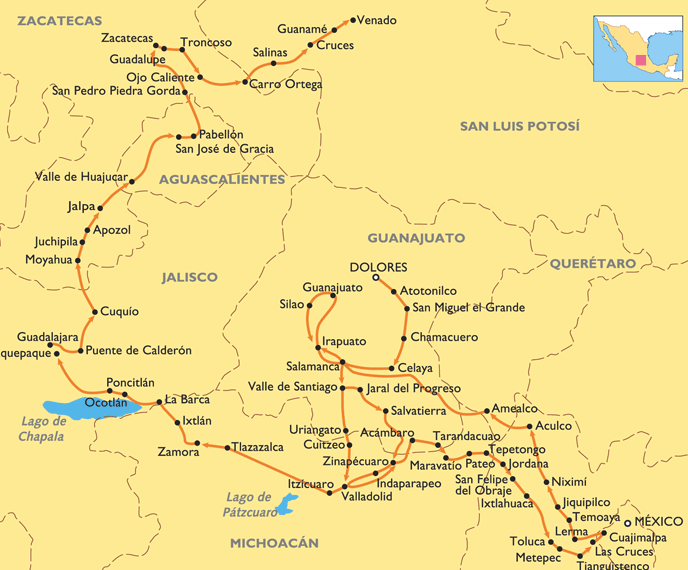 ZACATECAS
Venado
Guanamé
Zacatecas
Troncoso
Cruces
Guadalupe
Salinas
Ojo Caliente
Carro Ortega
San Pedro Piedra Gorda
SAN LUIS POTOSÍ
Pabellón
San José de Gracia
Valle de Huajucar
AGUASCALIENTES
Jalpa
Apozol
Juchipila
Moyahua
GUANAJUATO
QUERÉTARO
DOLORES
JALISCO
Guanajuato
Atotonilco
Silao
San Miguel el Grande
Cuquío
Guadalajara
Irapuato
Chamacuero
quepaque
Puente de Calderón
Salamanca
Celaya
Poncitlán
Valle de Santiago
Jaral del Progreso
Ocotlán
La Barca
Salvatierra
Amealco
Lago de
Chapala
Ixtlán
Uriangato
Acámbaro
Aculco
Zamora
Tlazazalca
Cuitzeo
Tarandacuao
Zinapécuaro
Tepetongo
Maravatío
Pateo
Jordana
Itzícuaro
Indaparapeo
San Félipe
del Obraje
Niximí
Lago de
Pátzcuaro
Valladolid
Ixtlahuaca
Jiquipilco
Temoaya
MÉXICO
MICHOACÁN
Toluca
Lerma
Cuajimalpa
Metepec
Las Cruces
Tianguistenco